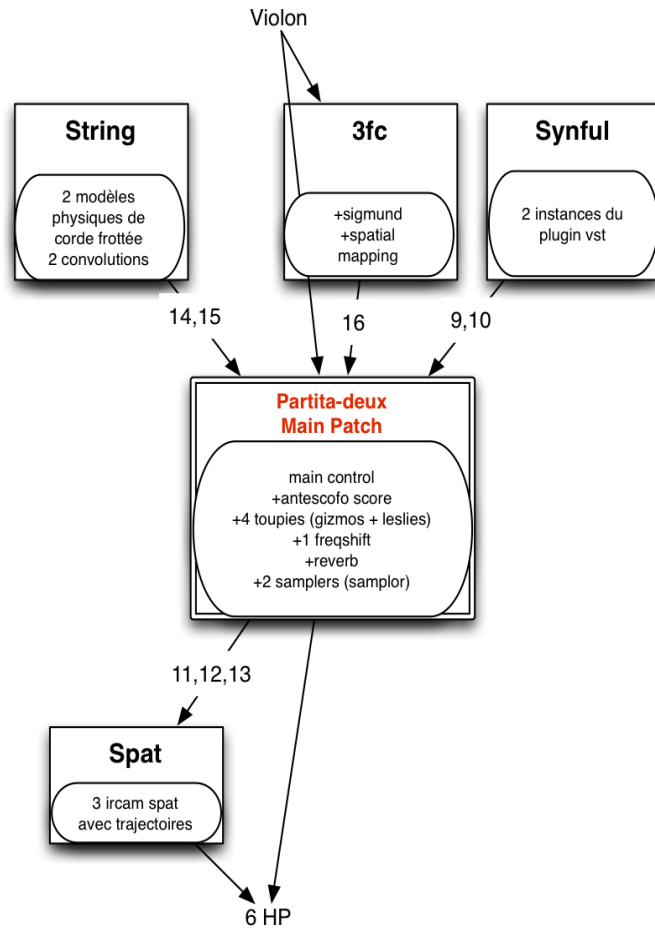 Violon
String
2 modèles
physiques de
corde frottée
2 convolutions
3fc
+sigmund
+spatial
mapping
Synful
2 instances du
plugin vst
14,15
16
9,10
Partita-deux
Main Patch
main control
+antescofo score
+4 toupies (gizmos + leslies)
+1 freqshift
+reverb
+2 samplers (samplor)
11,12,13
Spat
3 ircam spat
avec trajectoires
6 HP